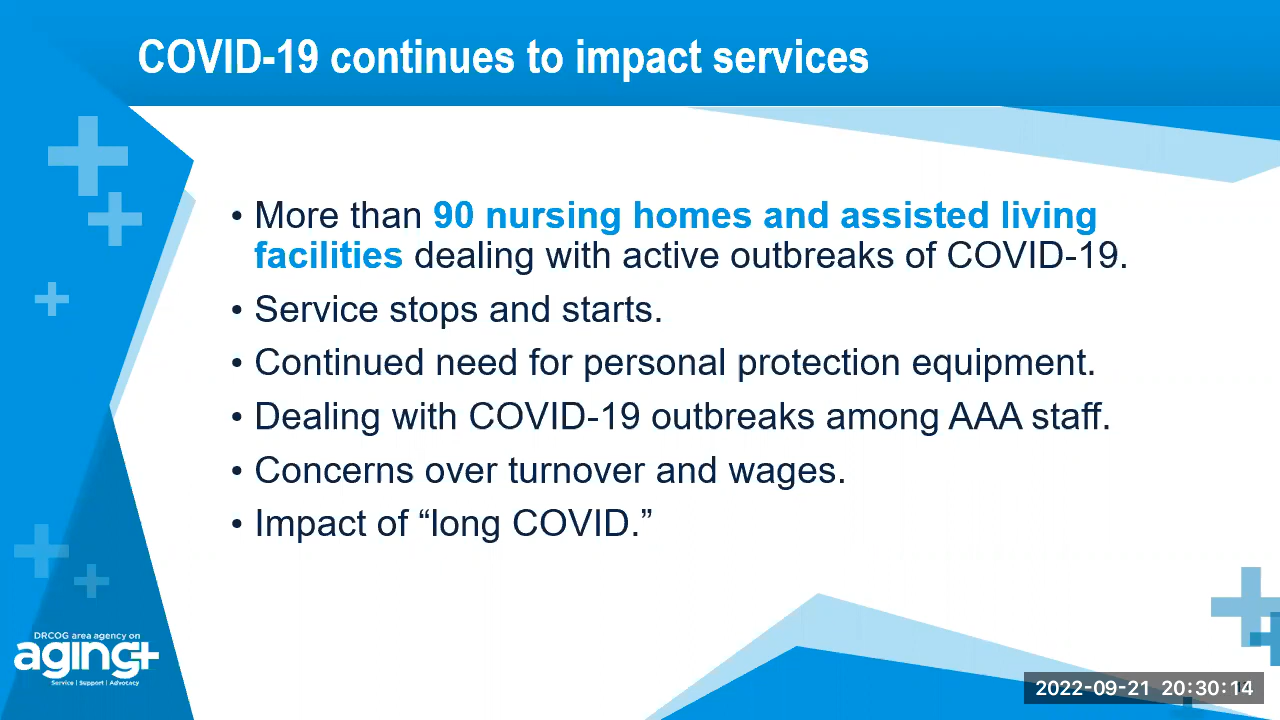 COVID-19 continues to impact services
• More than 90 nursing homes and assisted living
facilities dealing with active outbreaks of COVID-19.
• Service stops and starts.
• Continued need for personal protection equipment.
• Dealing with COVID-19 outbreaks among AAA staff.
• Concerns over turnover and wages.
• Impact of “long COVID.”
DRCOG area agency on
aging+
Service | Support | Advocacy
2022-09-21 20:30:14